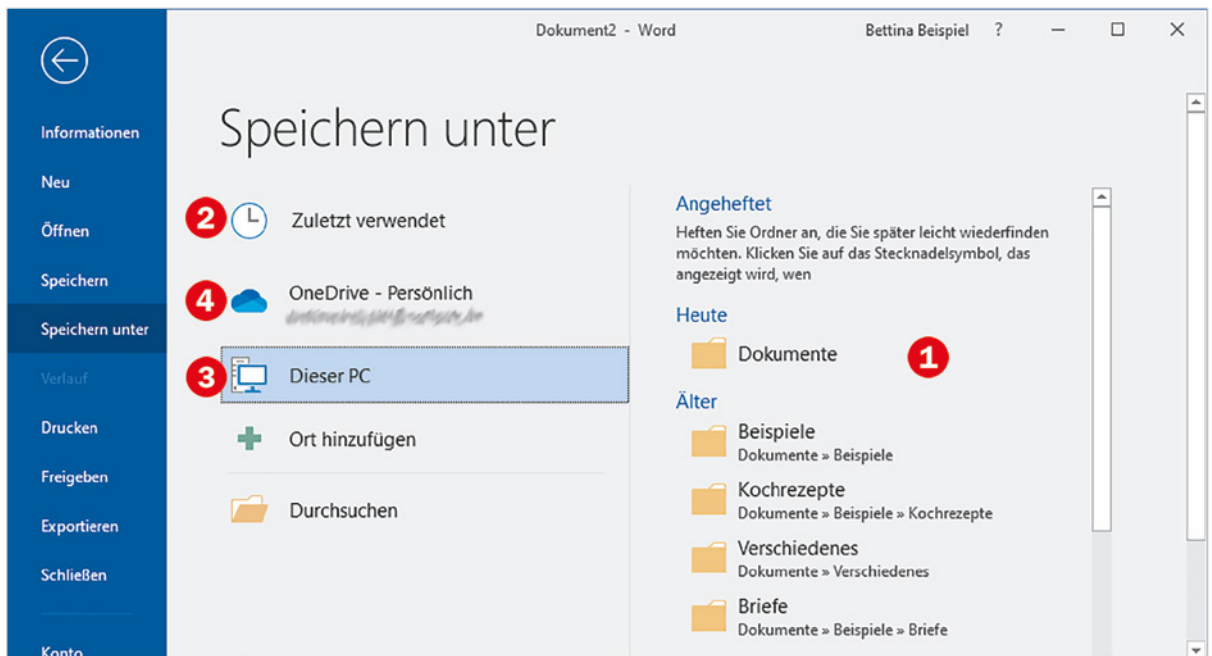 Dokument2 - Word
Bettina Beispiel ?
Informationen
Neu
Öffnen
Speichern
Speichern unter
Verlauf
Drucken
Freigeben
Exportieren
Schließen
Konto
Speichern unter
2 Zuletzt verwendet
4 OneDrive - Persönlich
3 Dieser PC
Ort hinzufügen
Durchsuchen
Angeheftet
Heften Sie Ordner an, die Sie später leicht wiederfinden
möchten. Klicken Sie auf das Stecknadelsymbol, das
angezeigt wird, wen
Heute
Dokumente 1
Älter
Beispiele
Dokumente » Beispiele
Kochrezepte
Dokumente » Beispiele » Kochrezepte
Verschiedenes
Dokumente » Verschiedenes
Briefe
Dokumente » Beispiele » Briefe